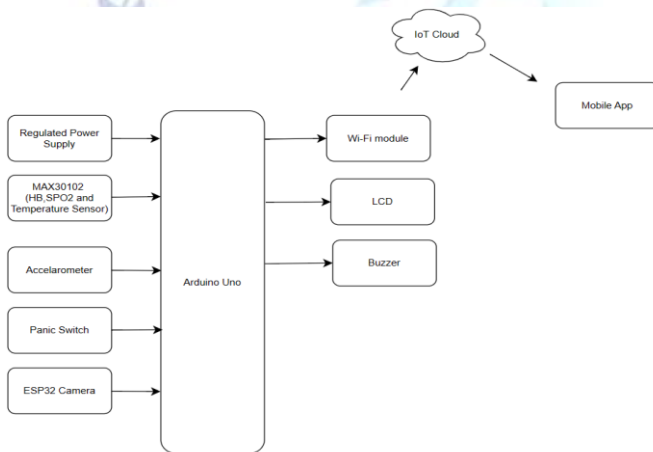 IoT Cloud
Mobile App
Regulated Power
Supply
Wi-Fi module
MAX30102
(HB,SPO2 and
Temperature Sensor)
LCD
Accelarometer
Arduino Uno
Buzzer
Panic Switch
ESP32 Camera